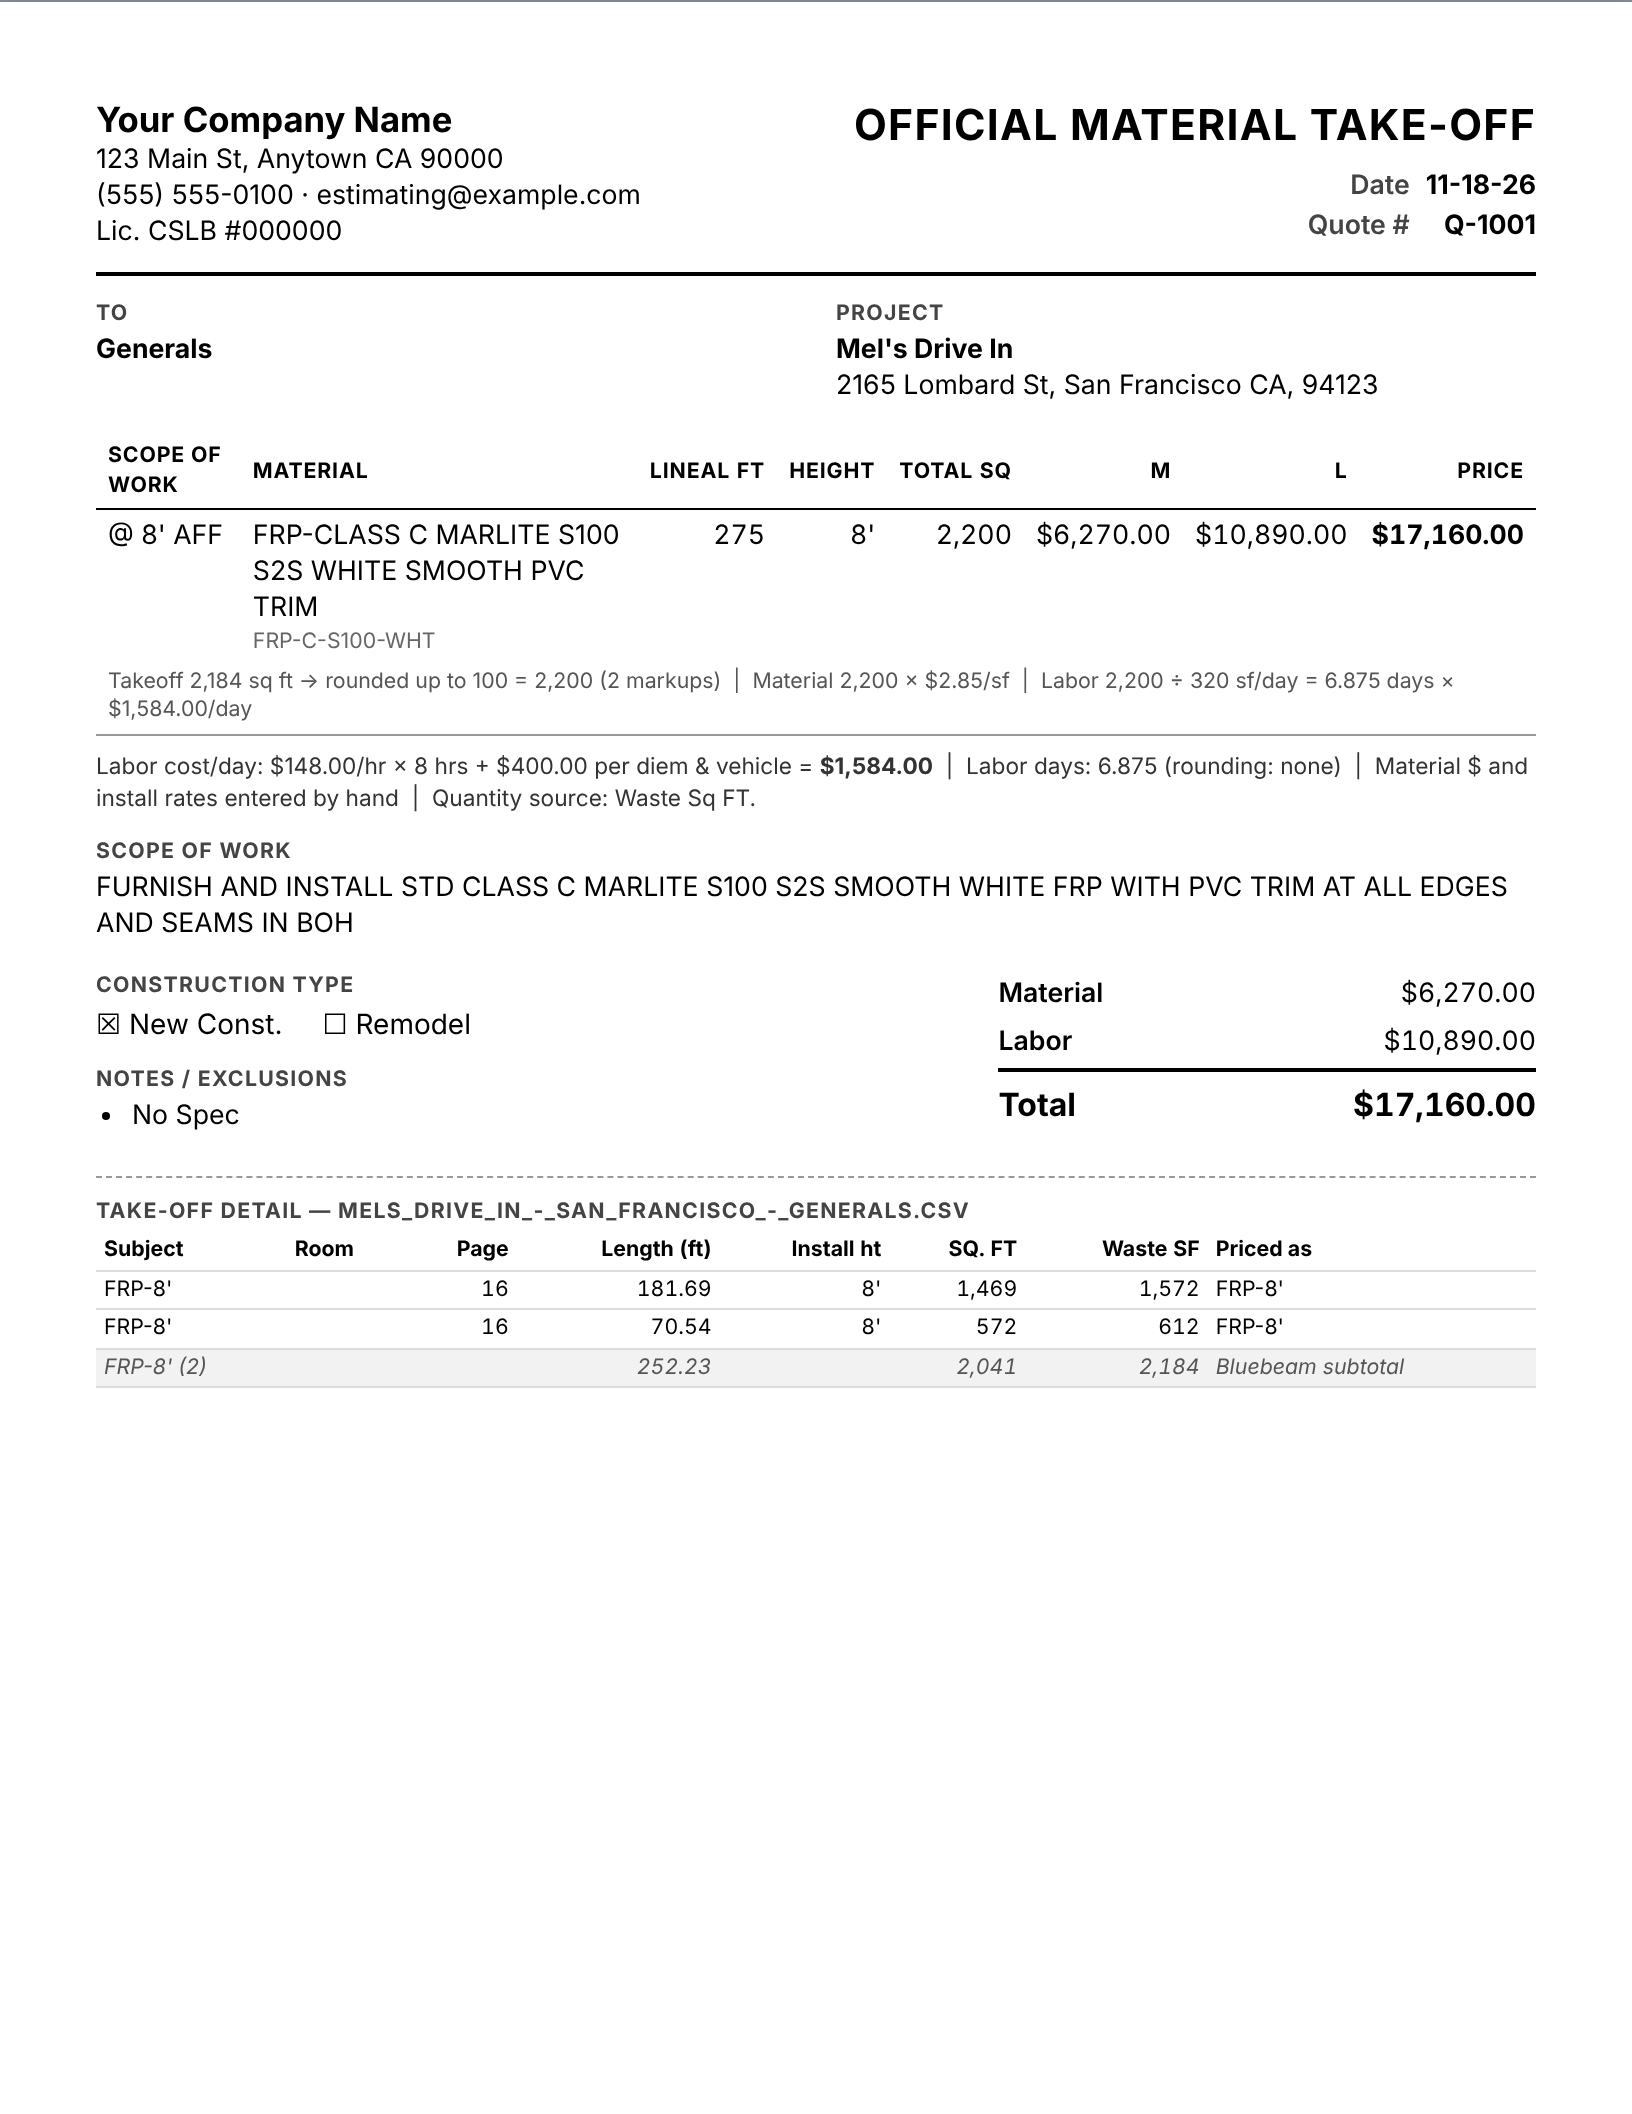 Your Company Name
123 Main St, Anytown CA 90000
(555) 555-0100 · estimating@example.com
Lic. CSLB #000000
OFFICIAL MATERIAL TAKE-OFF
Date 11-18-26
Quote # Q-1001
TO
Generals
PROJECT
Mel's Drive In
2165 Lombard St, San Francisco CA, 94123
SCOPE OF WORK MATERIAL LINEAL FT HEIGHT TOTAL SQ M L PRICE
@ 8' AFF FRP-CLASS C MARLITE S100 275 8' 2,200 $6,270.00 $10,890.00 $17,160.00
S2S WHITE SMOOTH PVC
TRIM
FRP-C-S100-WHT
Takeoff 2,184 sq ft → rounded up to 100 = 2,200 (2 markups) | Material 2,200 × $2.85/sf | Labor 2,200 ÷ 320 sf/day = 6.875 days ×
$1,584.00/day
Labor cost/day: $148.00/hr × 8 hrs + $400.00 per diem & vehicle = $1,584.00 | Labor days: 6.875 (rounding: none) | Material $ and
install rates entered by hand | Quantity source: Waste Sq FT.
SCOPE OF WORK
FURNISH AND INSTALL STD CLASS C MARLITE S100 S2S SMOOTH WHITE FRP WITH PVC TRIM AT ALL EDGES
AND SEAMS IN BOH
CONSTRUCTION TYPE
☒ New Const. ☐ Remodel
NOTES / EXCLUSIONS
• No Spec
Material $6,270.00
Labor $10,890.00
Total $17,160.00
TAKE-OFF DETAIL — MELS_DRIVE_IN_-_SAN_FRANCISCO_-_GENERALS.CSV
Subject Room Page Length (ft) Install ht SQ. FT Waste SF Priced as
FRP-8' 16 181.69 8' 1,469 1,572 FRP-8'
FRP-8' 16 70.54 8' 572 612 FRP-8'
FRP-8' (2) 252.23 2,041 2,184 Bluebeam subtotal